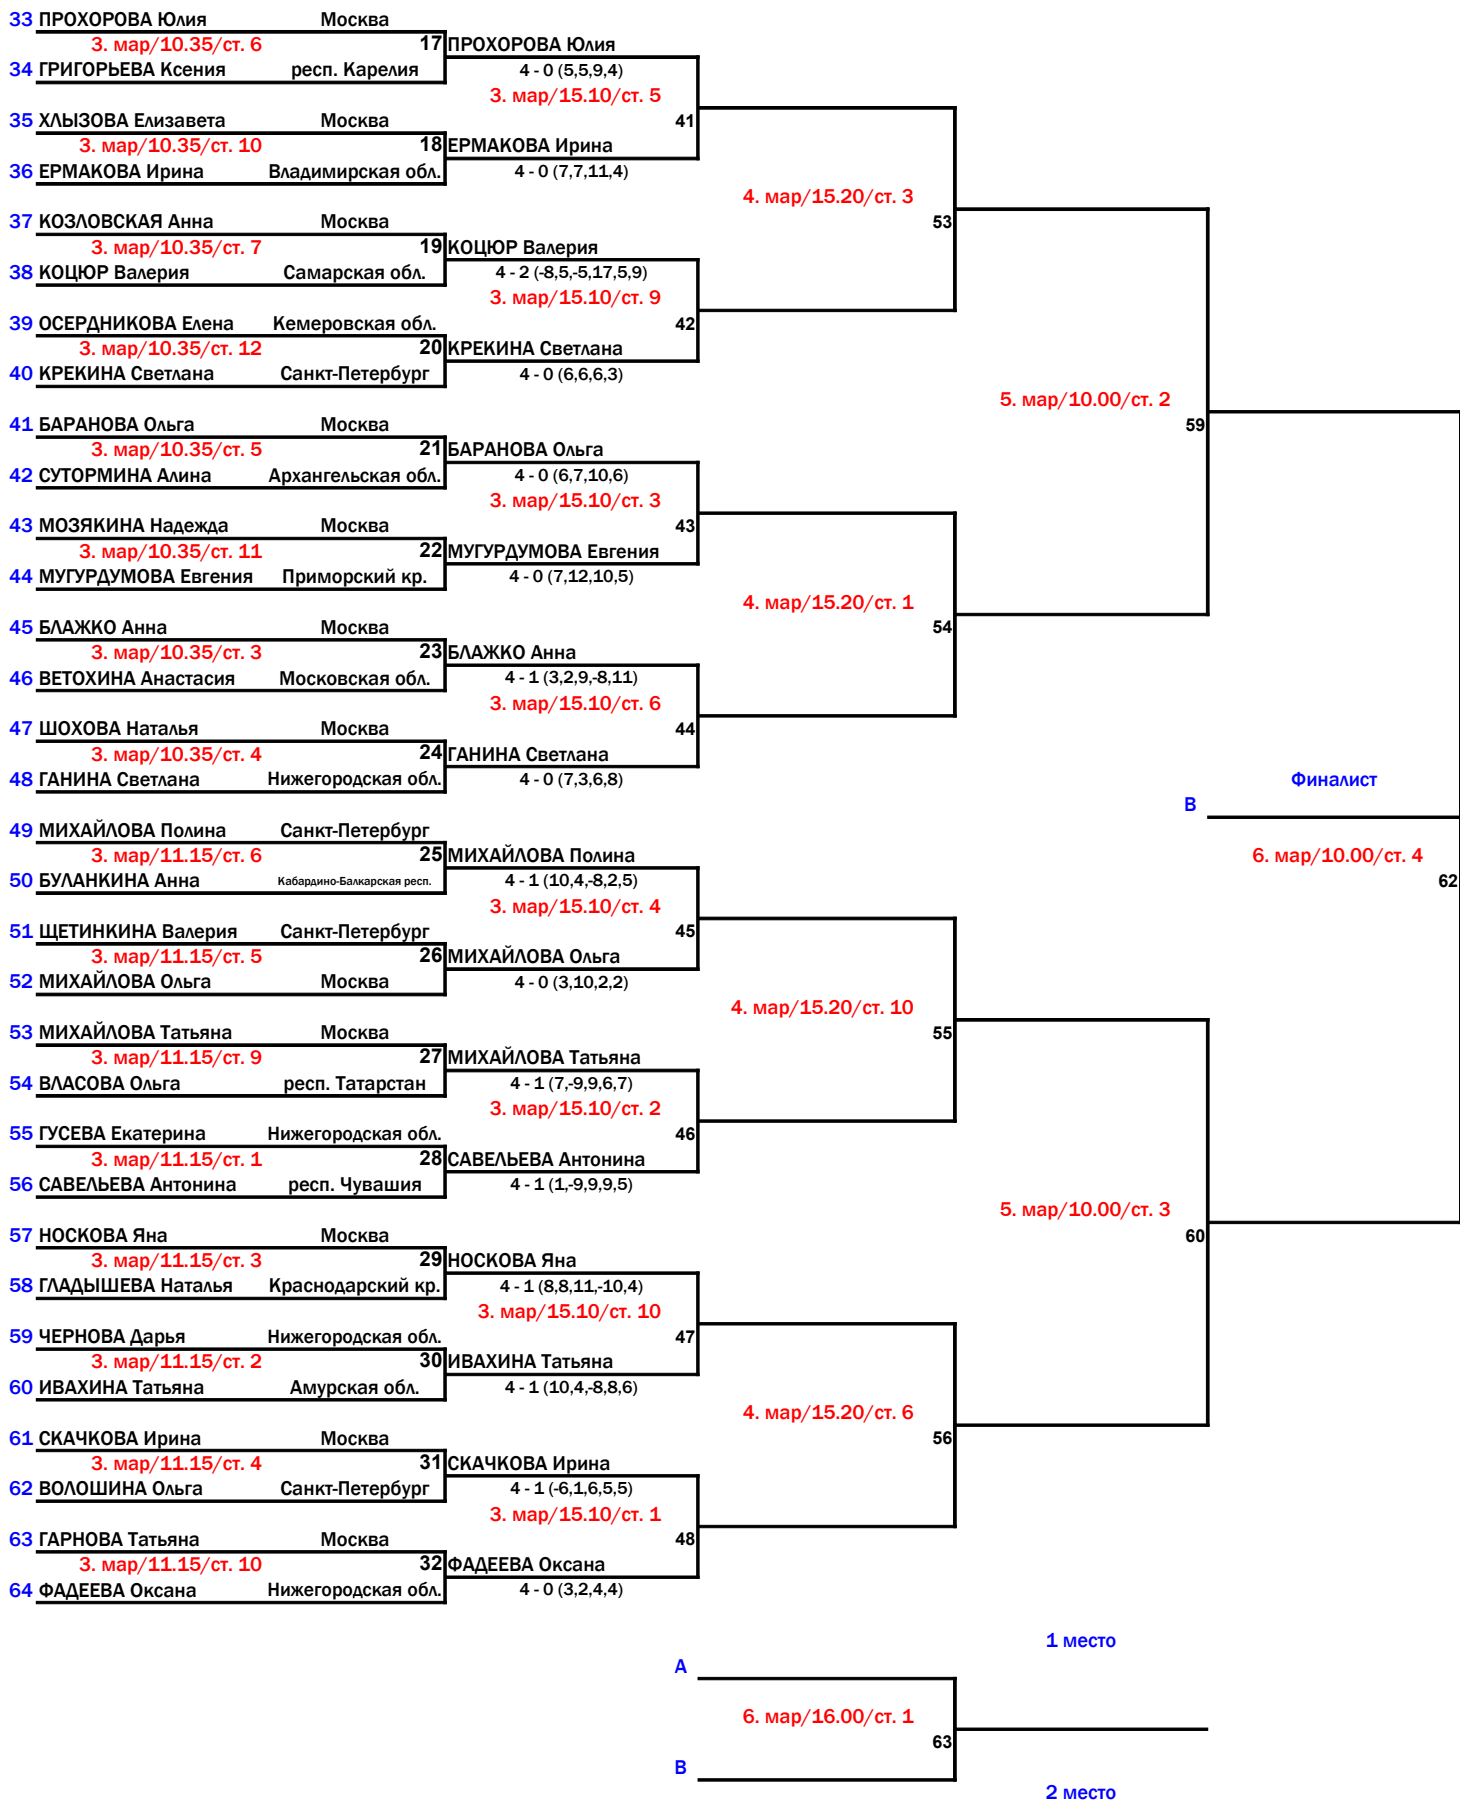 33 ПРОХОРОВА Юлия Москва
3. мар/10.35/ст. 6 17 ПРОХОРОВА Юлия
34 ГРИГОРЬЕВА Ксения респ. Карелия 4 - 0 (5,5,9,4)
3. мар/15.10/ст. 5
35 ХЛЫЗОВА Елизавета Москва 41
3. мар/10.35/ст. 10 18 ЕРМАКОВА Ирина
36 ЕРМАКОВА Ирина Владимирская обл. 4 - 0 (7,7,11,4)
4. мар/15.20/ст. 3
37 КОЗЛОВСКАЯ Анна Москва 53
3. мар/10.35/ст. 7 19 КОЦЮР Валерия
38 КОЦЮР Валерия Самарская обл. 4 - 2 (-8,5,-5,17,5,9)
3. мар/15.10/ст. 9
39 ОСЕРДНИКОВА Елена Кемеровская обл. 42
3. мар/10.35/ст. 12 20 КРЕКИНА Светлана
40 КРЕКИНА Светлана Санкт-Петербург 4 - 0 (6,6,6,3)
5. мар/10.00/ст. 2
41 БАРАНОВА Ольга Москва 59
3. мар/10.35/ст. 5 21 БАРАНОВА Ольга
42 СУТОРМИНА Алина Архангельская обл. 4 - 0 (6,7,10,6)
3. мар/15.10/ст. 3
43 МОЗЯКИНА Надежда Москва 43
3. мар/10.35/ст. 11 22 МУГУРДУМОВА Евгения
44 МУГУРДУМОВА Евгения Приморский кр. 4 - 0 (7,12,10,5)
4. мар/15.20/ст. 1
45 БЛАЖКО Анна Москва 54
3. мар/10.35/ст. 3 23 БЛАЖКО Анна
46 ВЕТОХИНА Анастасия Московская обл. 4 - 1 (3,2,9,-8,11)
3. мар/15.10/ст. 6
47 ШОХОВА Наталья Москва 44
3. мар/10.35/ст. 4 24 ГАНИНА Светлана
48 ГАНИНА Светлана Нижегородская обл. 4 - 0 (7,3,6,8) Финалист
В
49 МИХАЙЛОВА Полина Санкт-Петербург
3. мар/11.15/ст. 6 25 МИХАЙЛОВА Полина 6. мар/10.00/ст. 4
50 БУЛАНКИНА Анна Кабардино-Балкарская респ. 4 - 1 (10,4,-8,2,5) 62
3. мар/15.10/ст. 4
51 ЩЕТИНКИНА Валерия Санкт-Петербург 45
3. мар/11.15/ст. 5 26 МИХАЙЛОВА Ольга
52 МИХАЙЛОВА Ольга Москва 4 - 0 (3,10,2,2)
4. мар/15.20/ст. 10
53 МИХАЙЛОВА Татьяна Москва 55
3. мар/11.15/ст. 9 27 МИХАЙЛОВА Татьяна
54 ВЛАСОВА Ольга респ. Татарстан 4 - 1 (7,-9,9,6,7)
3. мар/15.10/ст. 2
55 ГУСЕВА Екатерина Нижегородская обл. 46
3. мар/11.15/ст. 1 28 САВЕЛЬЕВА Антонина
56 САВЕЛЬЕВА Антонина респ. Чувашия 4 - 1 (1,-9,9,9,5)
5. мар/10.00/ст. 3
57 НОСКОВА Яна Москва 60
3. мар/11.15/ст. 3 29 НОСКОВА Яна
58 ГЛАДЫШЕВА Наталья Краснодарский кр. 4 - 1 (8,8,11,-10,4)
3. мар/15.10/ст. 10
59 ЧЕРНОВА Дарья Нижегородская обл. 47
3. мар/11.15/ст. 2 30 ИВАХИНА Татьяна
60 ИВАХИНА Татьяна Амурская обл. 4 - 1 (10,4,-8,8,6)
4. мар/15.20/ст. 6
61 СКАЧКОВА Ирина Москва 56
3. мар/11.15/ст. 4 31 СКАЧКОВА Ирина
62 ВОЛОШИНА Ольга Санкт-Петербург 4 - 1 (-6,1,6,5,5)
3. мар/15.10/ст. 1
63 ГАРНОВА Татьяна Москва 48
3. мар/11.15/ст. 10 32 ФАДЕЕВА Оксана
64 ФАДЕЕВА Оксана Нижегородская обл. 4 - 0 (3,2,4,4)
1 место
А
6. мар/16.00/ст. 1
63
В
2 место